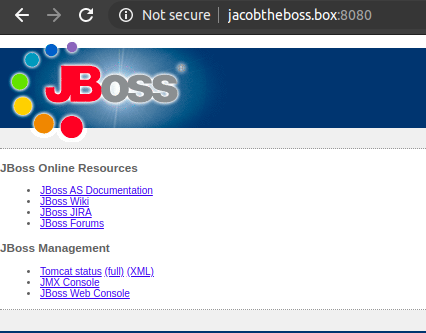 Not secure | jacobtheboss.box:8080
JBoss
JBoss Online Resources
JBoss AS Documentation
JBoss Wiki
JBoss JIRA
JBoss Forums
JBoss Management
Tomcat status (full) (XML)
JMX Console
JBoss Web Console